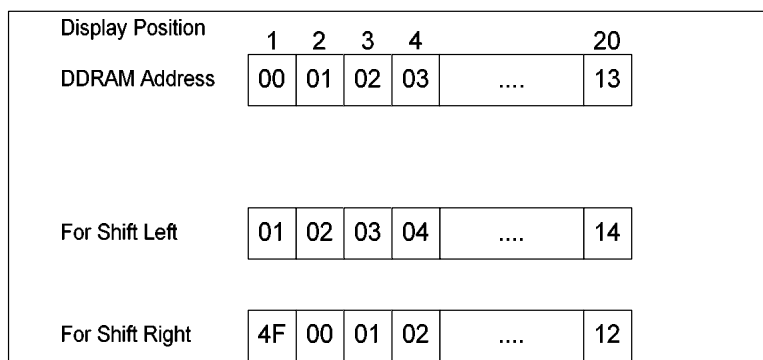 Display Position 1 2 3 4 20
DDRAM Address 00 01 02 03 .... 13
For Shift Left 01 02 03 04 .... 14
For Shift Right 4F 00 01 02 .... 12